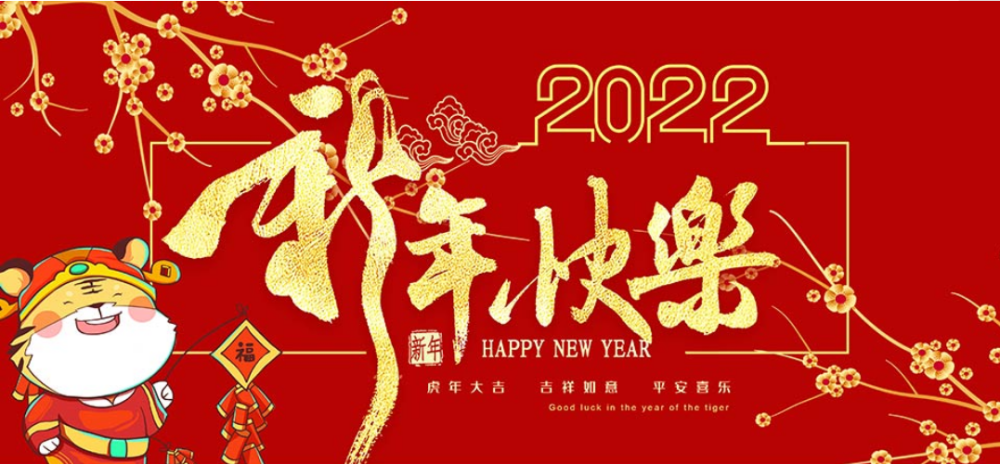 2022
新年快樂
新年
HAPPY NEW YEAR
福
虎年大吉 吉祥如意 平安喜乐
Good luck in the year of the tiger